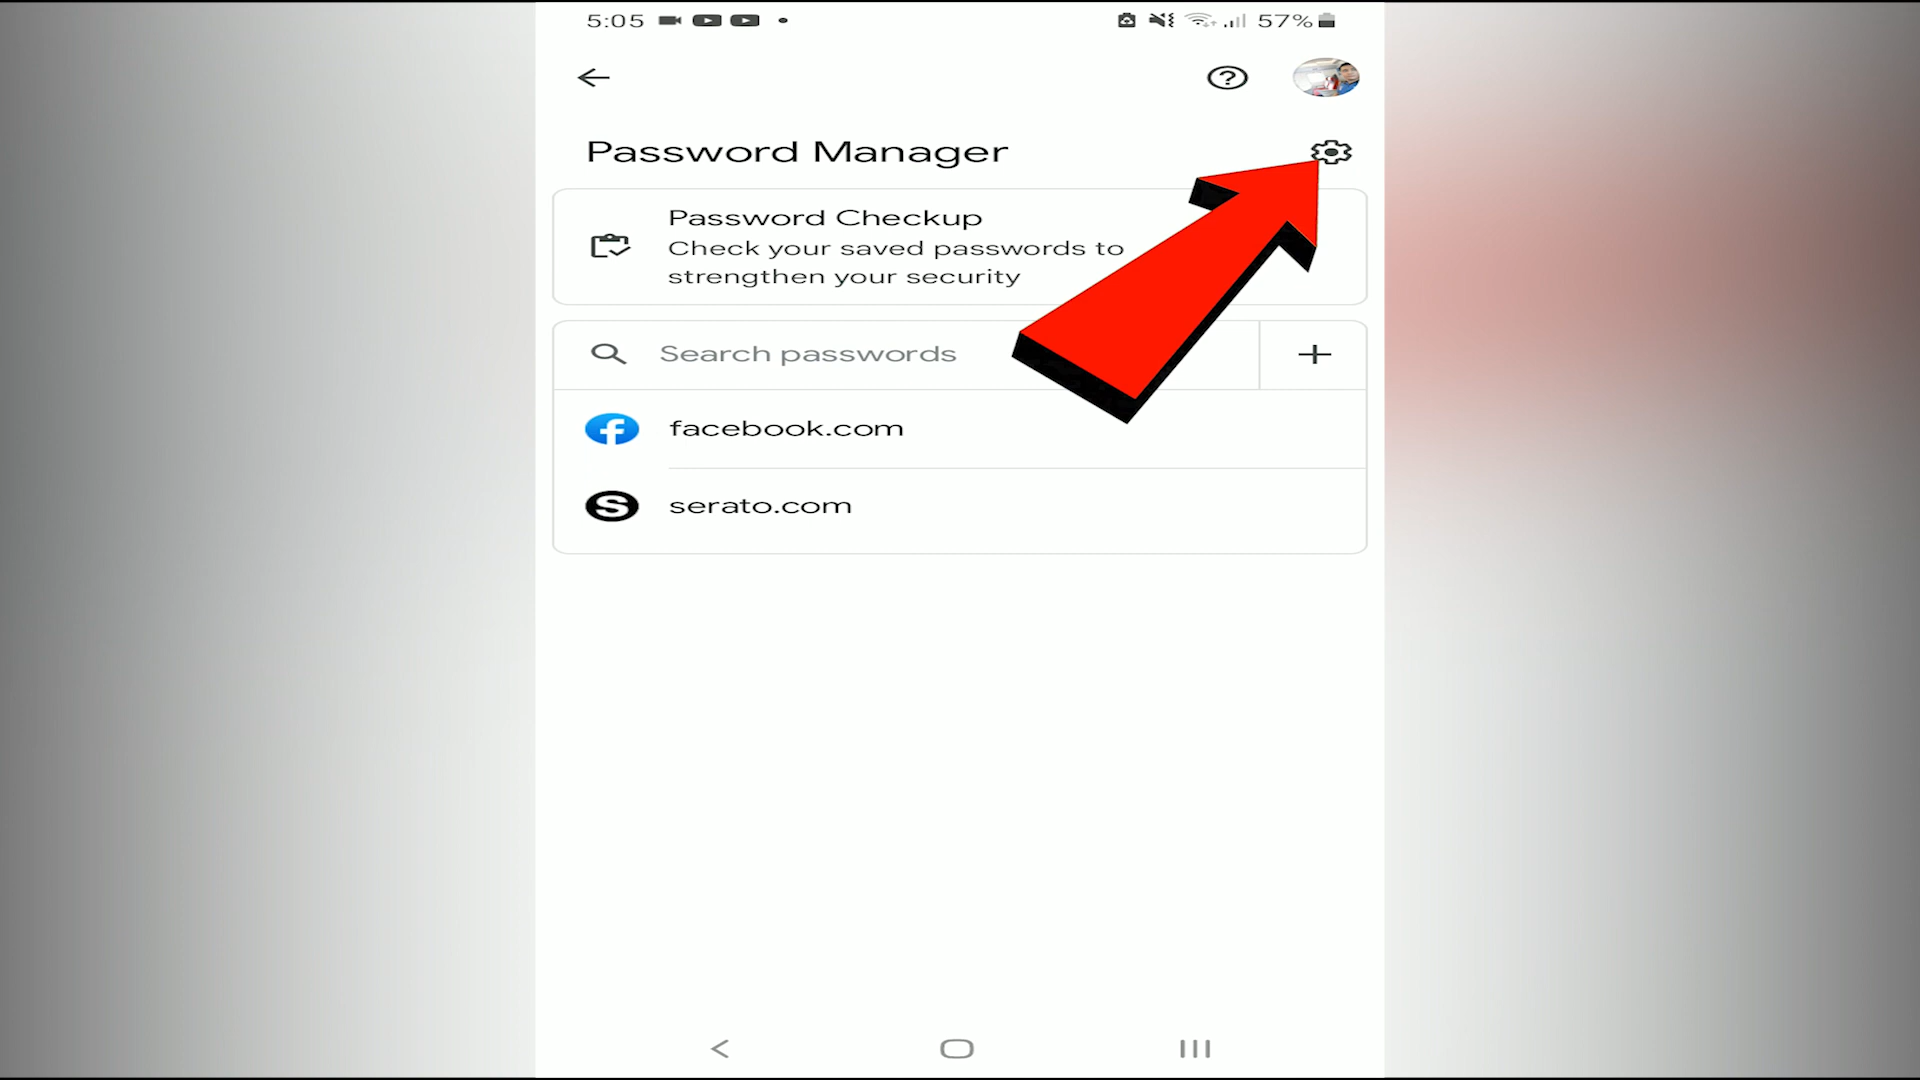 5:05 57%
Password Manager
Password Checkup
Check your saved passwords to
strengthen your security
Search passwords
facebook.com
serato.com